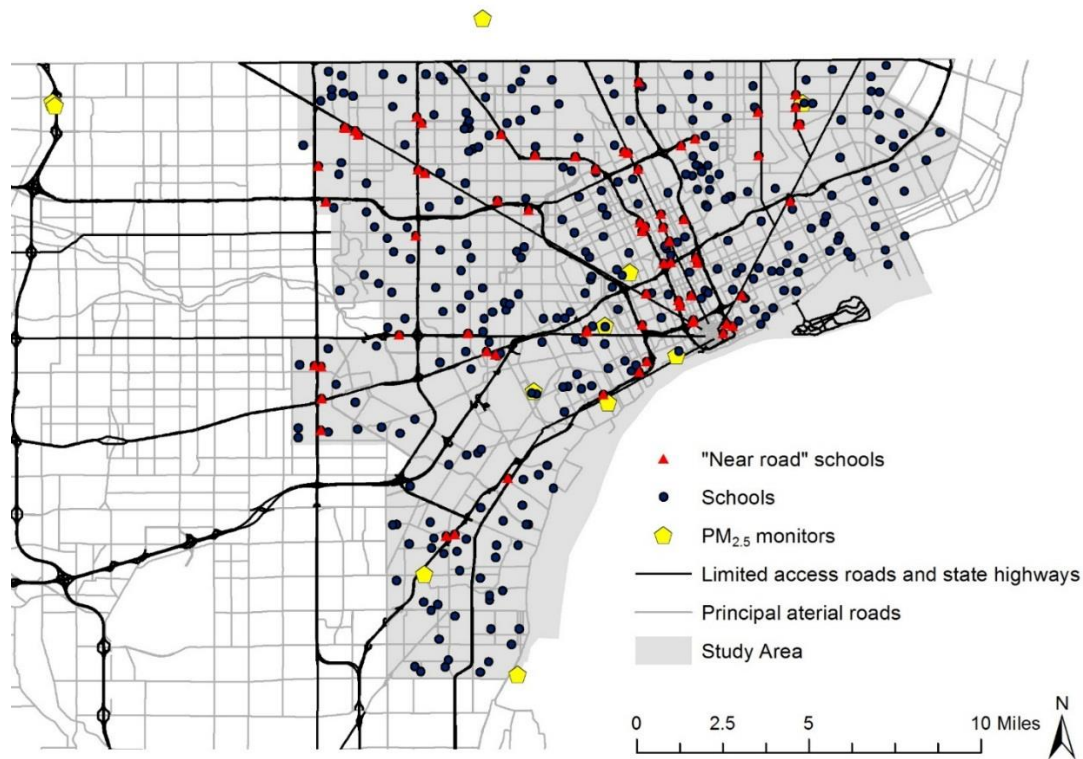 "Near road" schools
Schools
PM2.5 monitors
Limited access roads and state highways
Principal aterial roads
Study Area
N
0 2.5 5 10 Miles